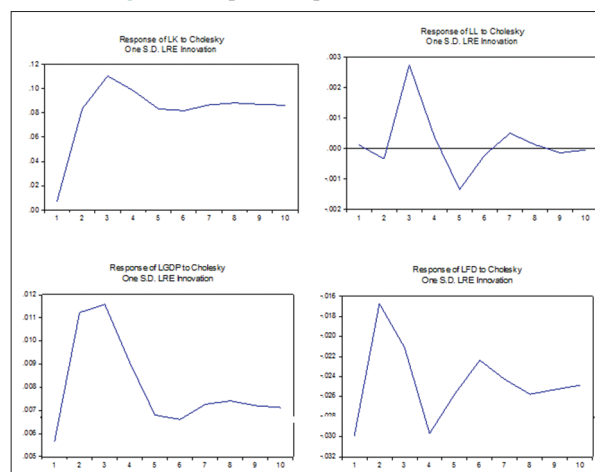 Response of LK to Cholesky
One S.D. LRE Innovation
.12
.10
.08
.06
.04
.02
.00
1 2 3 4 5 6 7 8 9 10
Response of LL to Cholesky
One S.D. LRE Innovation
.003
.002
.001
.000
-.001
-.002
1 2 3 4 5 6 7 8 9 10
Response of LGDP to Cholesky
One S.D. LRE Innovation
.012
.011
.010
.009
.008
.007
.006
.005
1 2 3 4 5 6 7 8 9 10
Response of LFD to Cholesky
One S.D. LRE Innovation
-.016
-.018
-.020
-.022
-.024
-.026
-.028
-.030
-.032
1 2 3 4 5 6 7 8 9 10